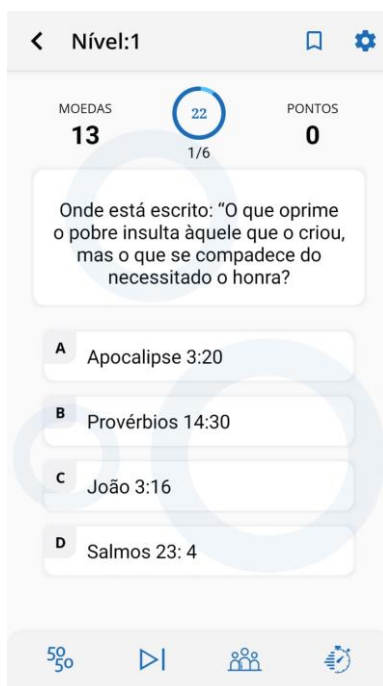 Nível:1
MOEDAS
13
22
1/6
PONTOS
0
Onde está escrito: “O que oprime
o pobre insulta àquele que o criou,
mas o que se compadece do
necessitado o honra?
A
Apocalipse 3:20
B
Provérbios 14:30
C
João 3:16
D
Salmos 23: 4
50
50